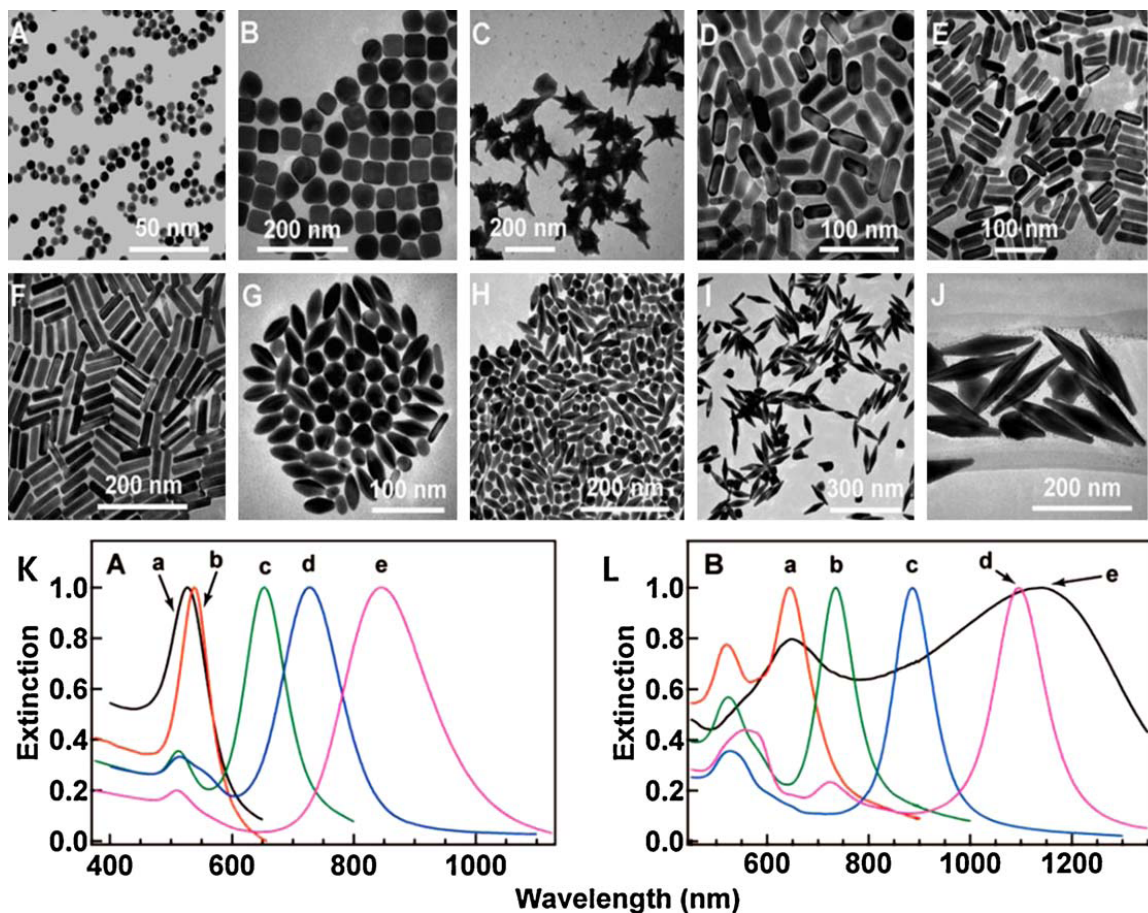 A B C D E
50 nm 200 nm 200 nm 100 nm 100 nm
F G H I J
200 nm 100 nm 200 nm 300 nm 200 nm
K A a b c d e
L B a b c d e
Extinction
1.0
0.8
0.6
0.4
0.2
0.0
400 600 800 1000
Extinction
1.0
0.8
0.6
0.4
0.2
0.0
600 800 1000 1200
Wavelength (nm)